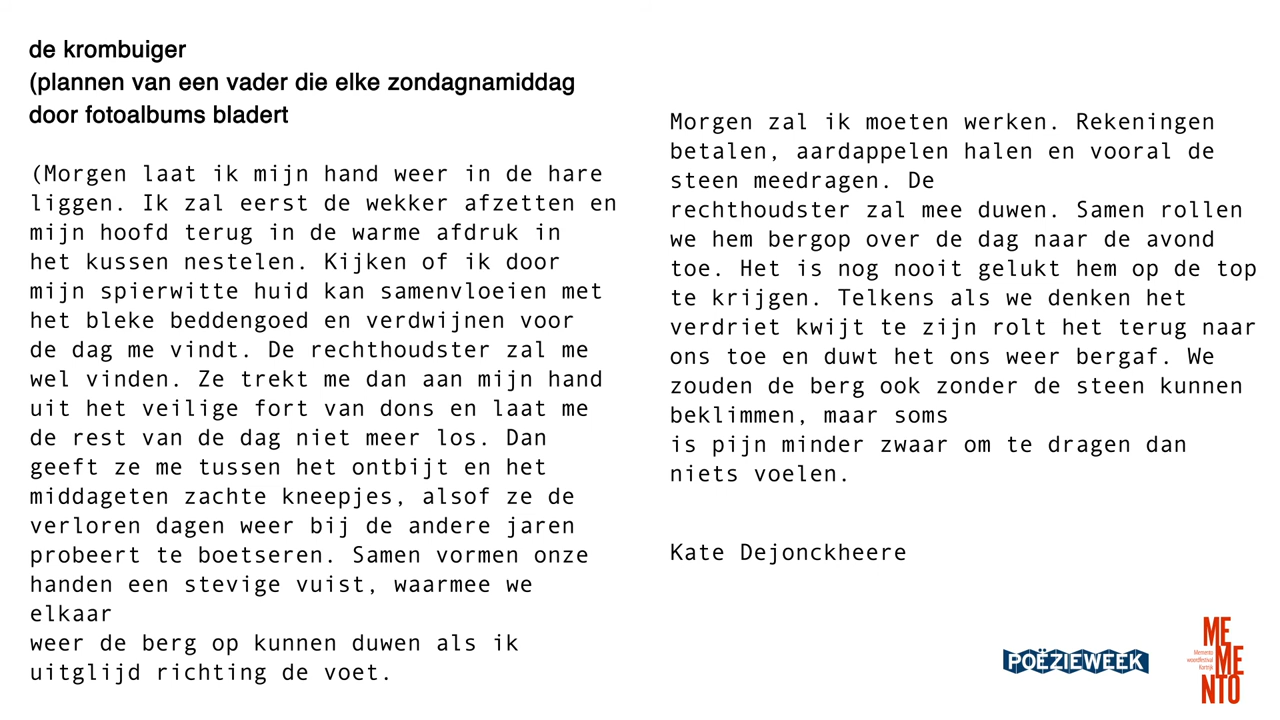 de krombuiger
(plannen van een vader die elke zondagnamiddag
door fotoalbums bladert
(Morgen laat ik mijn hand weer in de hare
liggen. Ik zal eerst de wekker afzetten en
mijn hoofd terug in de warme afdruk in
het kussen nestelen. Kijken of ik door
mijn spierwitte huid kan samenvloeien met
het bleke beddengoed en verdwijnen voor
de dag me vindt. De rechthoudster zal me
wel vinden. Ze trekt me dan aan mijn hand
uit het veilige fort van dons en laat me
de rest van de dag niet meer los. Dan
geeft ze me tussen het ontbijt en het
middageten zachte kneepjes, alsof ze de
verloren dagen weer bij de andere jaren
probeert te boetseren. Samen vormen onze
handen een stevige vuist, waarmee we
elkaar
weer de berg op kunnen duwen als ik
uitglijd richting de voet.
Morgen zal ik moeten werken. Rekeningen
betalen, aardappelen halen en vooral de
steen meedragen. De
rechthoudster zal mee duwen. Samen rollen
we hem bergop over de dag naar de avond
toe. Het is nog nooit gelukt hem op de top
te krijgen. Telkens als we denken het
verdriet kwijt te zijn rolt het terug naar
ons toe en duwt het ons weer bergaf. We
zouden de berg ook zonder de steen kunnen
beklimmen, maar soms
is pijn minder zwaar om te dragen dan
niets voelen.
Kate Dejonckheere
POËZIEWEEK
ME
ME
NTO
Memento
woordfestival
Kortrijk